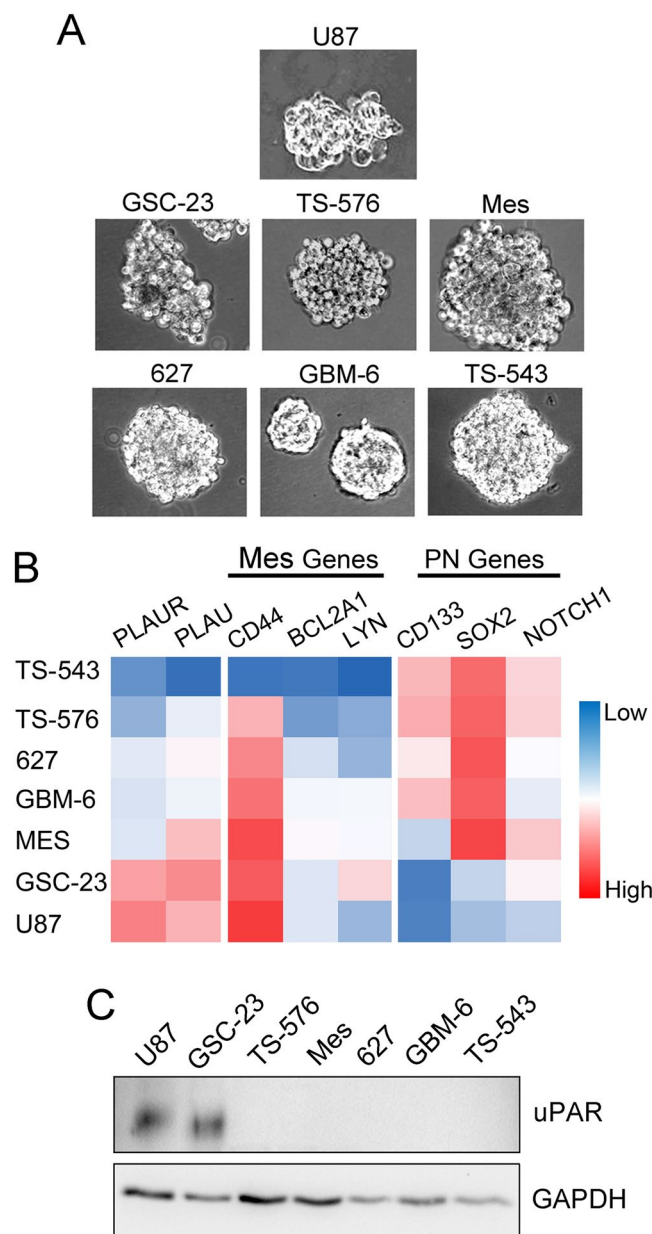 A
U87
GSC-23 TS-576 Mes
627 GBM-6 TS-543
B
Mes Genes PN Genes
PLAUR PLAU CD44 BCL2A1 LYN CD133 SOX2 NOTCH1
TS-543
TS-576
627
GBM-6
MES
GSC-23
U87
Low
High
C
U87 GSC-23 TS-576 Mes 627 GBM-6 TS-543
uPAR
GAPDH